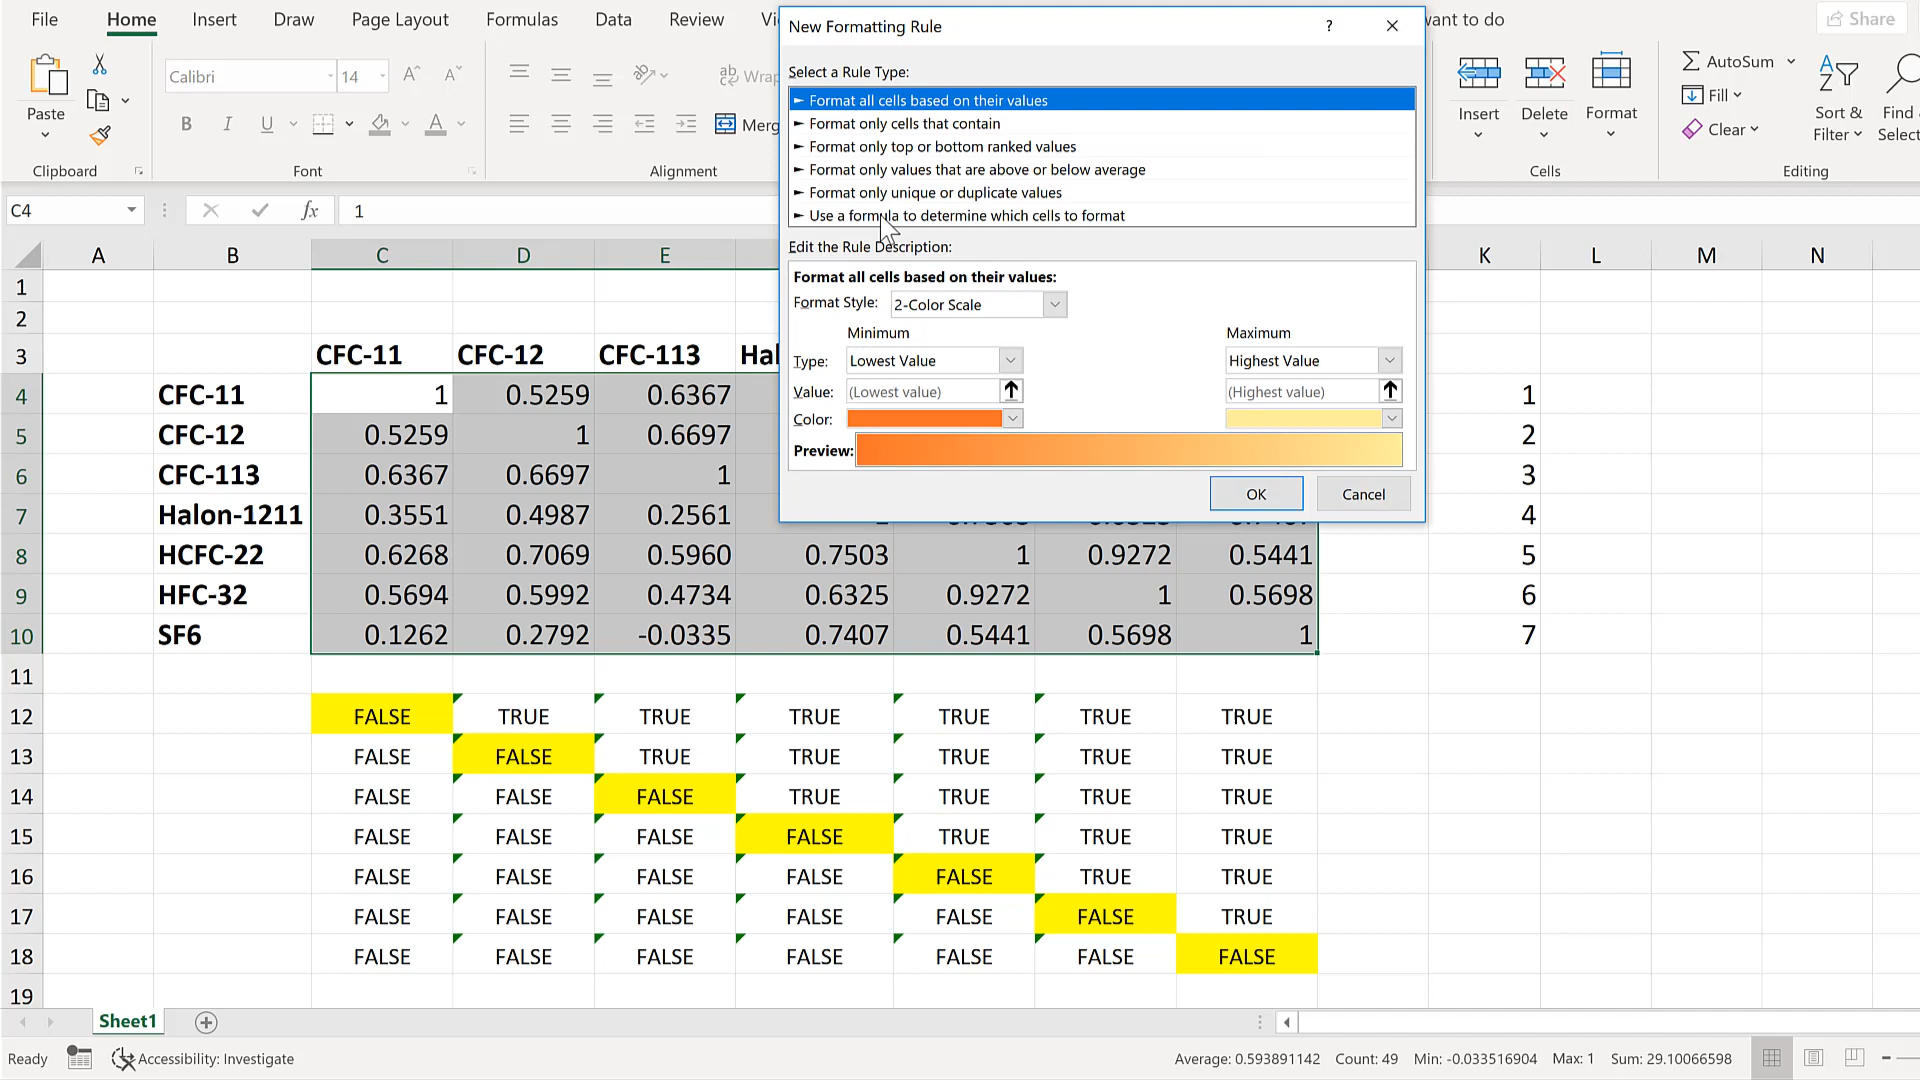 File Home Insert Draw Page Layout Formulas Data Review want to do Share
New Formatting Rule ? ×
Select a Rule Type:
► Format all cells based on their values
► Format only cells that contain
► Format only top or bottom ranked values
► Format only values that are above or below average
► Format only unique or duplicate values
► Use a formula to determine which cells to format
Edit the Rule Description:
Format all cells based on their values:
Format Style: 2-Color Scale
Minimum Maximum
Type: Lowest Value Highest Value
Value: (Lowest value) (Highest value)
Color:
Preview:
OK Cancel
Paste
Clipboard
Calibri 14
B I U A
Font
ab Wrap
Merg
Alignment
Insert Delete Format
Cells
AutoSum
Fill
Clear
Sort & Filter
Find
Select
Editing
C4 fx 1
A B C D E K L M N
1
2
3 CFC-11 CFC-12 CFC-113 Hal
4 CFC-11 1 0.5259 0.6367 1
5 CFC-12 0.5259 1 0.6697 2
6 CFC-113 0.6367 0.6697 1 3
7 Halon-1211 0.3551 0.4987 0.2561 4
8 HCFC-22 0.6268 0.7069 0.5960 0.7503 1 0.9272 0.5441 5
9 HFC-32 0.5694 0.5992 0.4734 0.6325 0.9272 1 0.5698 6
10 SF6 0.1262 0.2792 -0.0335 0.7407 0.5441 0.5698 1 7
11
12 FALSE TRUE TRUE TRUE TRUE TRUE TRUE
13 FALSE FALSE TRUE TRUE TRUE TRUE TRUE
14 FALSE FALSE FALSE TRUE TRUE TRUE TRUE
15 FALSE FALSE FALSE FALSE TRUE TRUE TRUE
16 FALSE FALSE FALSE FALSE FALSE TRUE TRUE
17 FALSE FALSE FALSE FALSE FALSE FALSE TRUE
18 FALSE FALSE FALSE FALSE FALSE FALSE FALSE
19
Sheet1
Ready Accessibility: Investigate Average: 0.593891142 Count: 49 Min: -0.033516904 Max: 1 Sum: 29.10066598